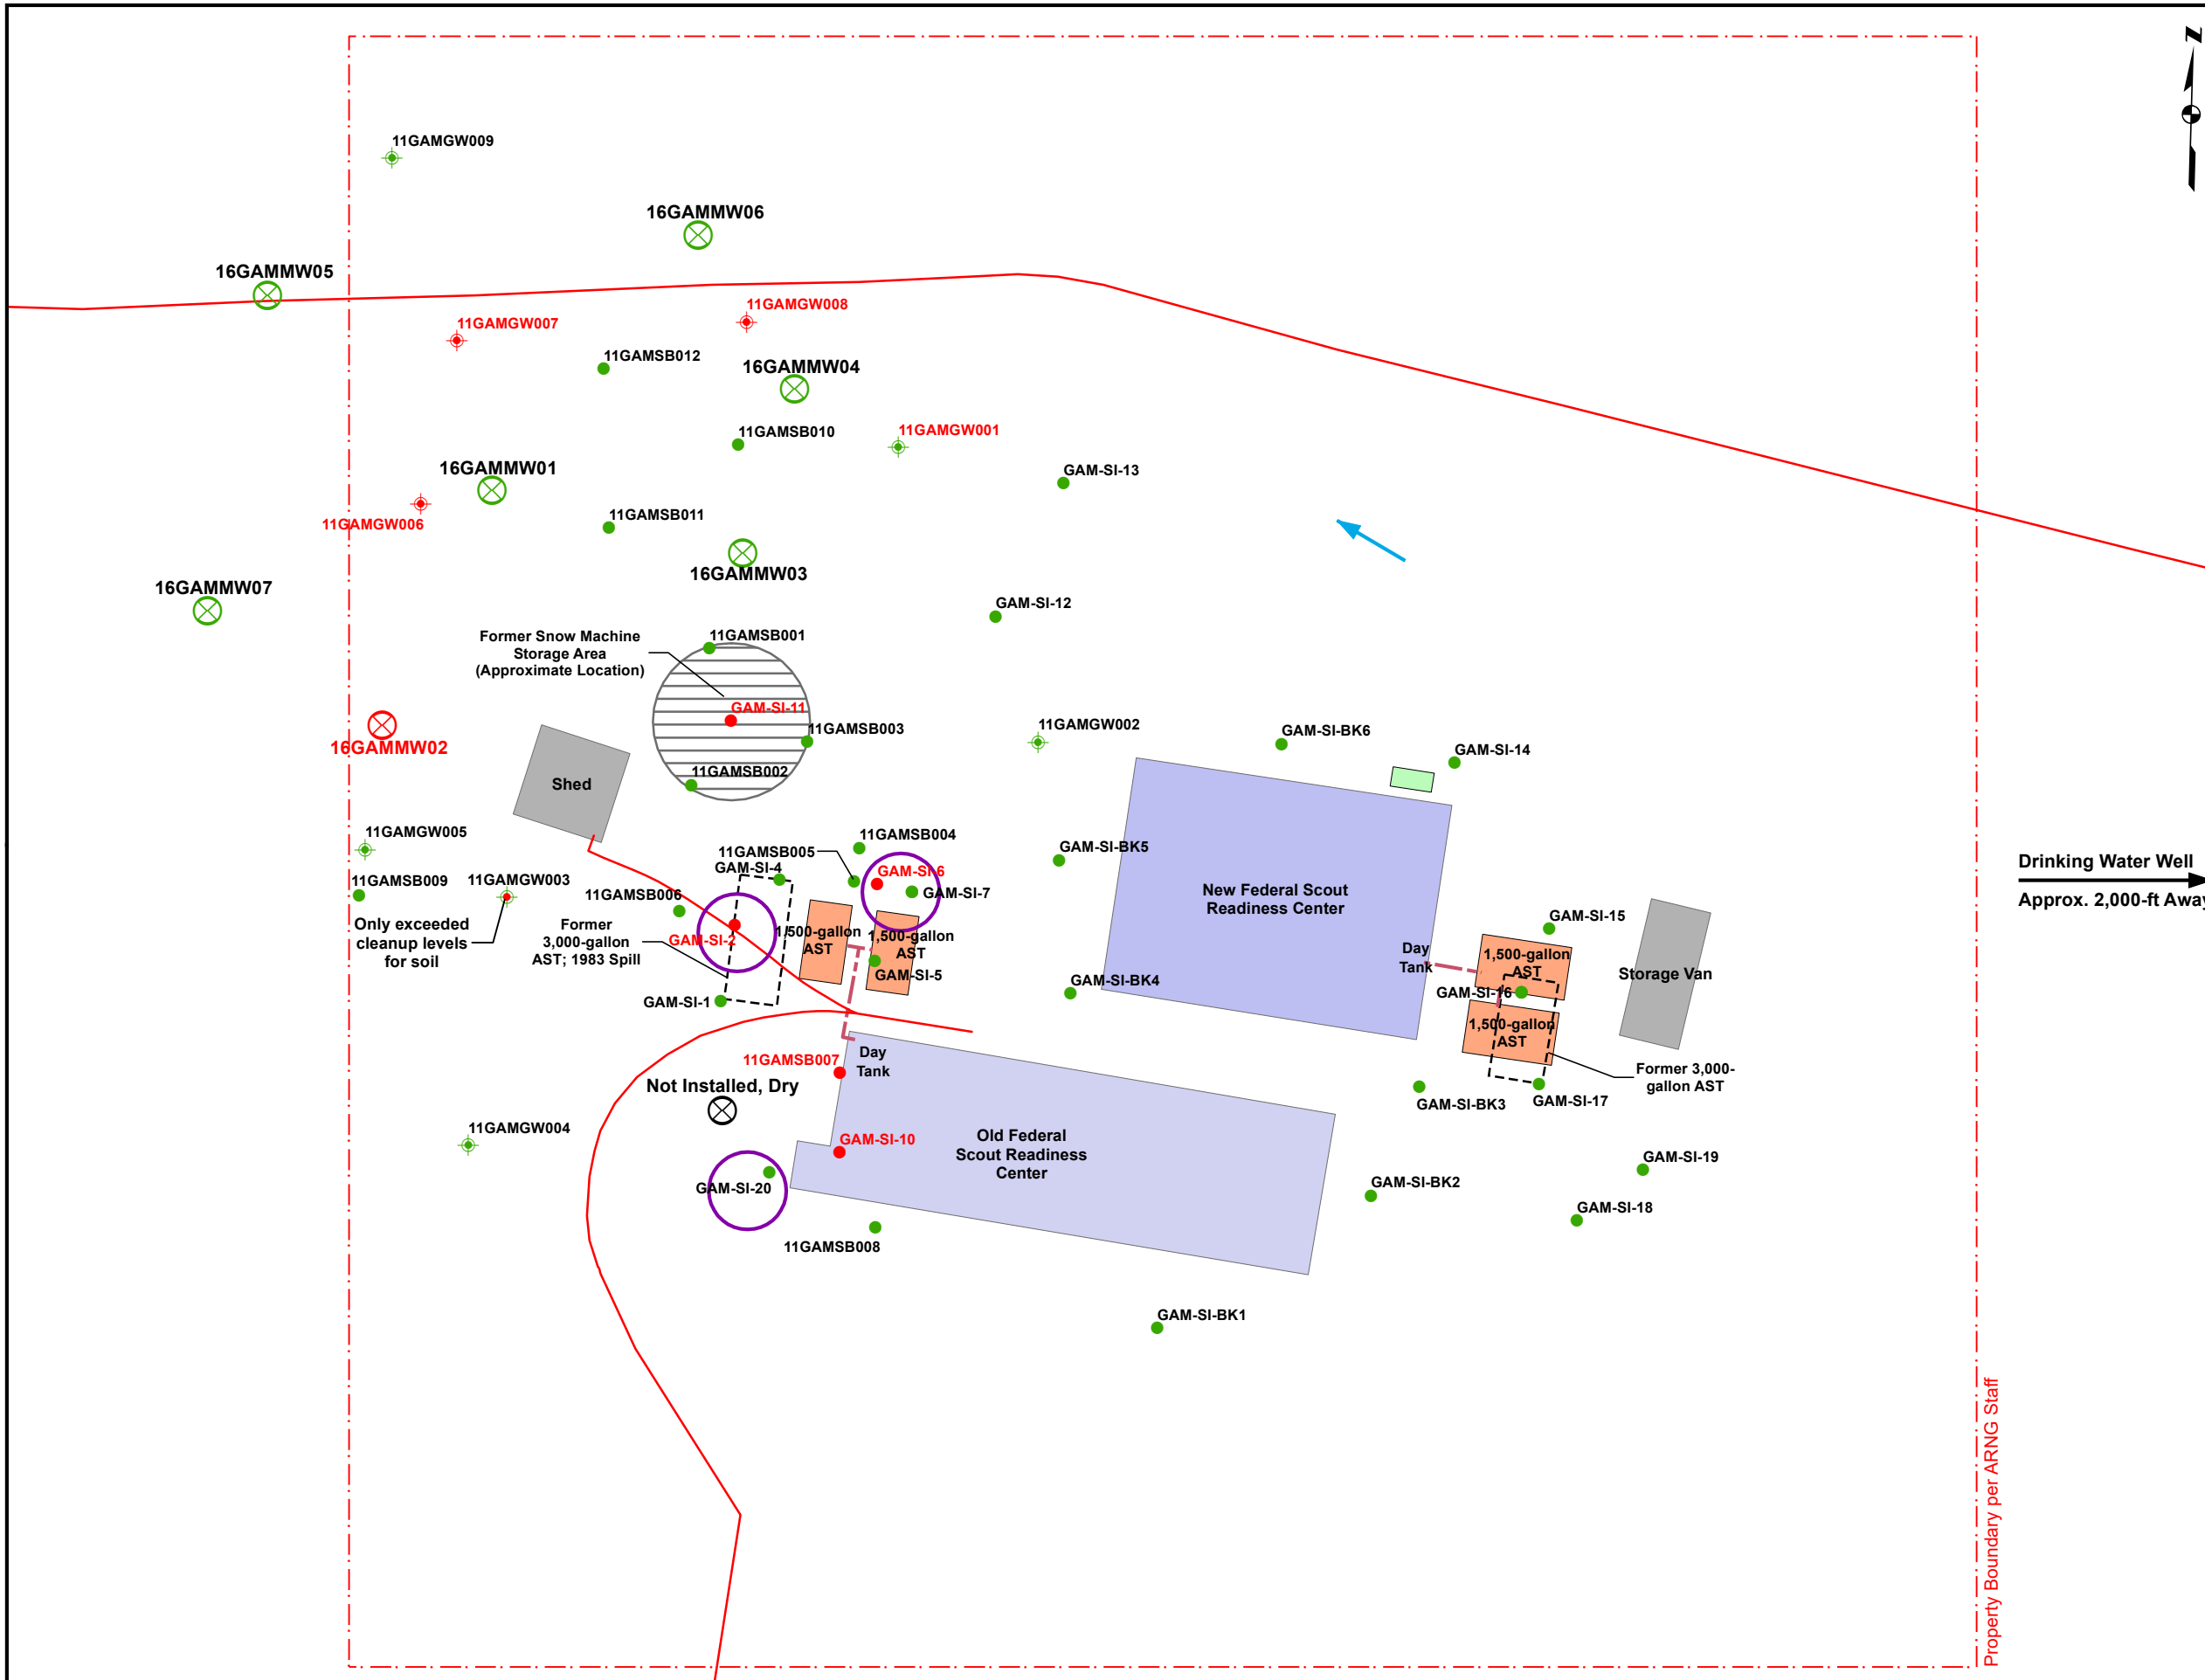 N
11GAMGW009
16GAMMW06
16GAMMW05
11GAMGW008
11GAMGW007
11GAMSB012
16GAMMW04
11GAMSB010
11GAMGW001
16GAMMW01
GAM-SI-13
11GAMGW006
11GAMSB011
16GAMMW03
16GAMMW07
GAM-SI-12
Former Snow Machine
Storage Area
(Approximate Location)
11GAMSB001
GAM-SI-11
11GAMSB003
11GAMGW002
GAM-SI-BK6
GAM-SI-14
16GAMMW02
Shed
11GAMSB002
11GAMGW005
11GAMSB004
11GAMSB005
GAM-SI-4
GAM-SI-6
GAM-SI-7
GAM-SI-BK5
Drinking Water Well
Approx. 2,000-ft Away
11GAMSB009
11GAMGW003
11GAMSB006
New Federal Scout
Readiness Center
Only exceeded
cleanup levels
for soil
Former
3,000-gallon
AST; 1983 Spill
GAM-SI-2
1,500-gallon
AST
1,500-gallon
AST
GAM-SI-5
GAM-SI-15
Day
Tank
1,500-gallon
AST
Storage Van
GAM-SI-1
GAM-SI-BK4
GAM-SI-16
1,500-gallon
AST
11GAMSB007
Day
Tank
Former 3,000-
gallon AST
Not Installed, Dry
GAM-SI-BK3
GAM-SI-17
11GAMGW004
GAM-SI-10
Old Federal
Scout Readiness
Center
GAM-SI-20
GAM-SI-BK2
GAM-SI-19
GAM-SI-18
11GAMSB008
GAM-SI-BK1
Property Boundary per ARNG Staff